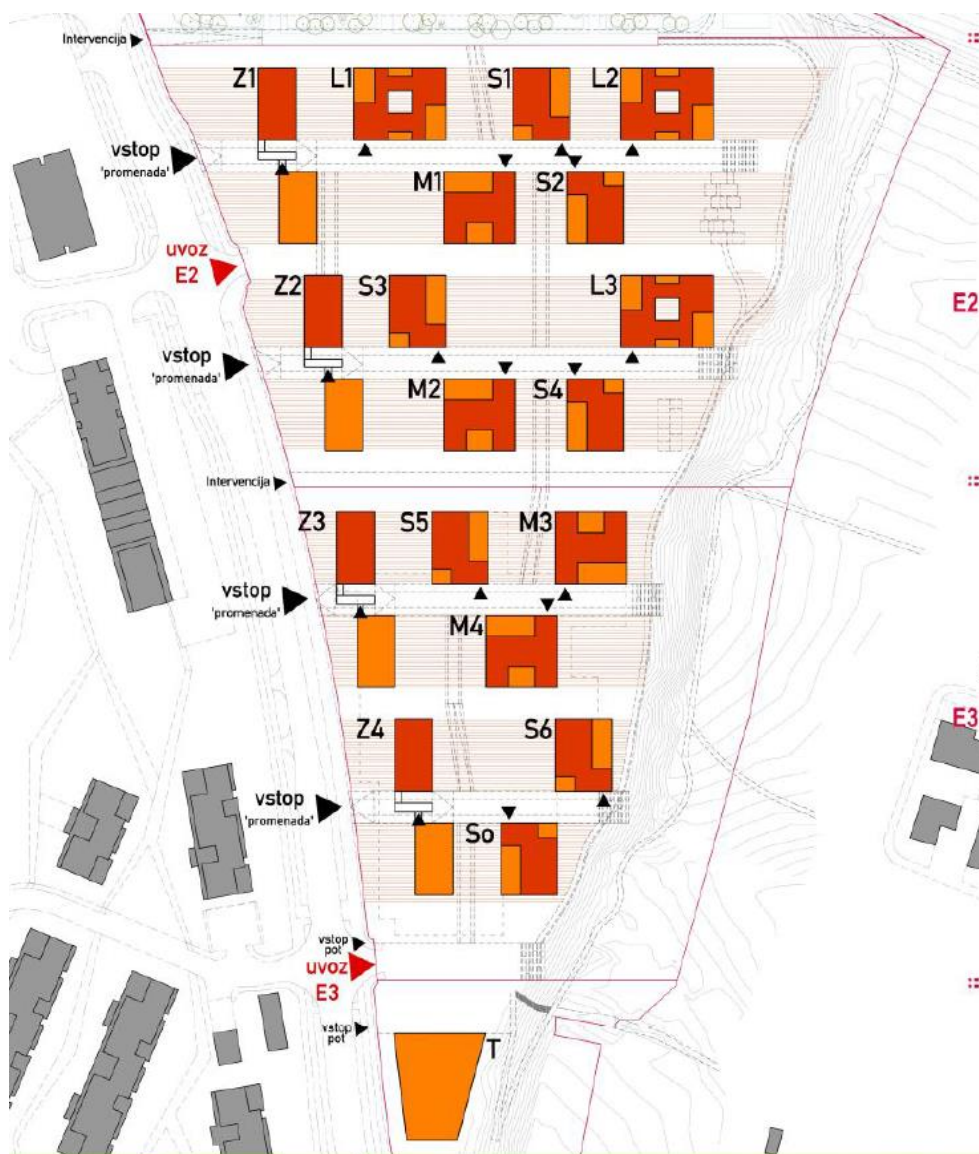 Intervencija
Z1 L1 S1 L2
vstop
'promenada'
M1 S2
uvoz
E2
Z2 S3 L3
E2
vstop
'promenada'
M2 S4
Intervencija
Z3 S5 M3
vstop
'promenada'
M4
Z4 S6
E3
vstop
'promenada'
So
vstop
pot
uvoz
E3
vstop
pot
T